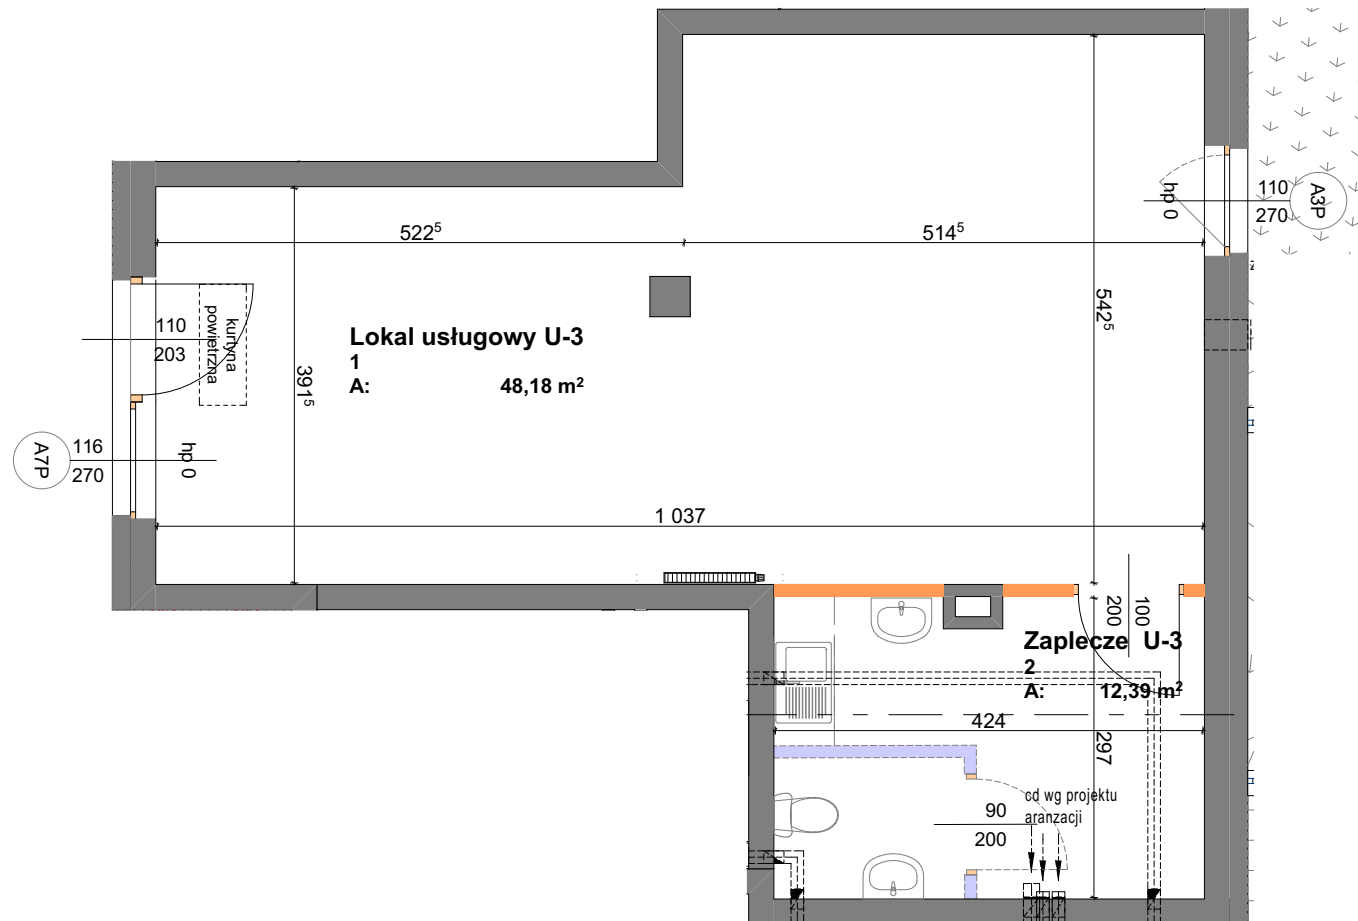 522⁵
514⁵
hp 0
110
270
A3P
110
203
kurtyna
powietrzna
Lokal usługowy U-3
1
A: 48,18 m²
391⁵
542⁵
A7P
116
270
hp 0
1 037
100
200
Zaplecze U-3
2
A: 12,39 m²
424
297
cd wg projektu
aranzacji
90
200